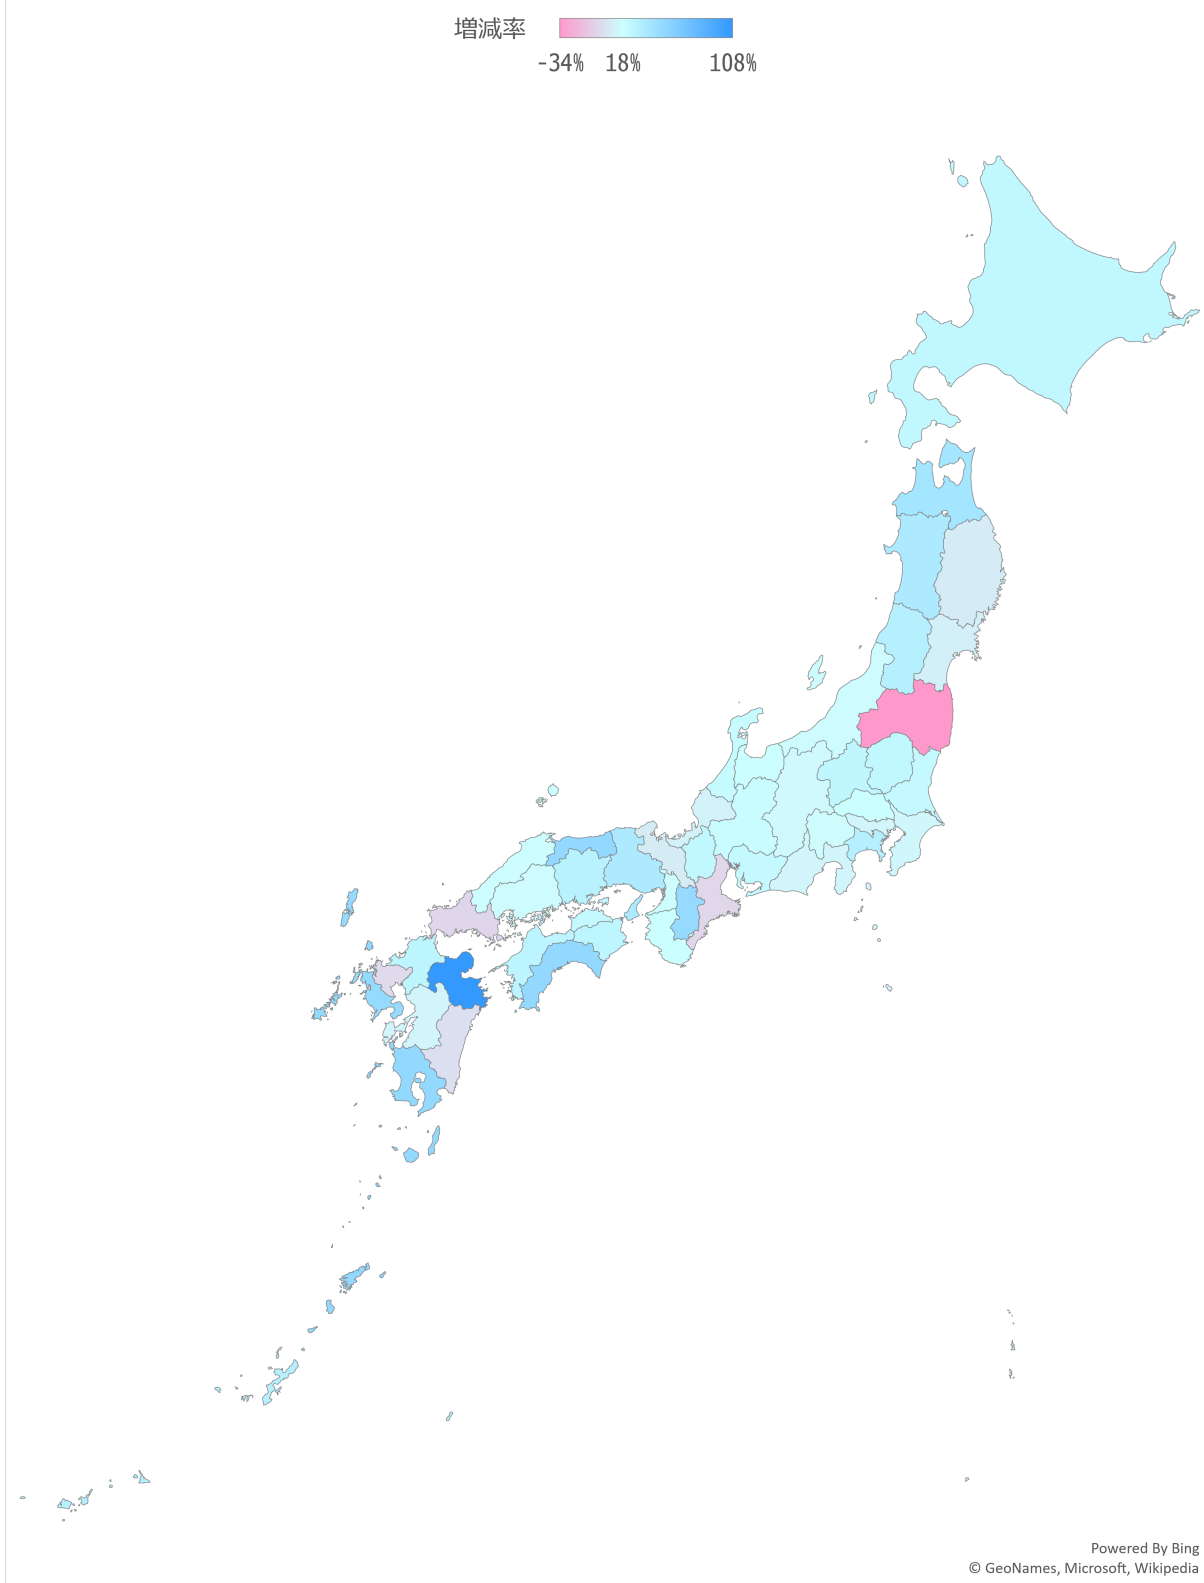 増減率
-34% 18% 108%
Powered By Bing
© GeoNames, Microsoft, Wikipedia